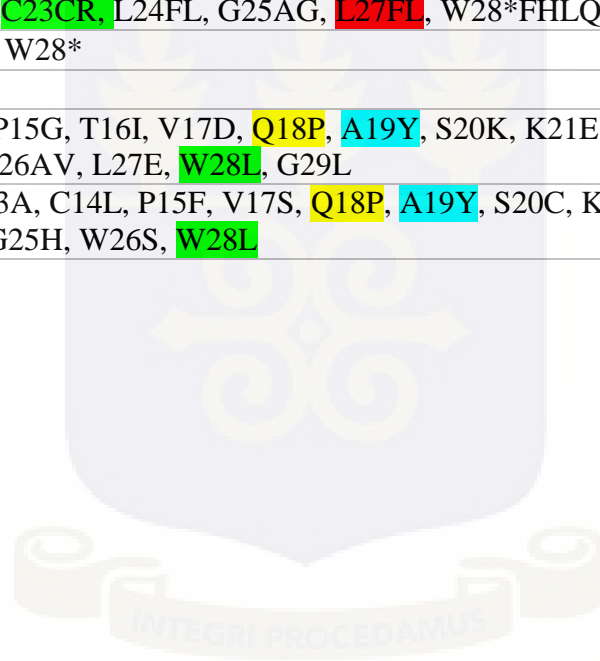 C23CR, L24FL, G25AG, L27FL, W28*FHLQ
W28*
P15G, T16I, V17D, Q18P, A19Y, S20K, K21E
26AV, L27E, W28L, G29L
3A, C14L, P15F, V17S, Q18P, A19Y, S20C, K
G25H, W26S, W28L
INTEGRI PROCEDAMUS